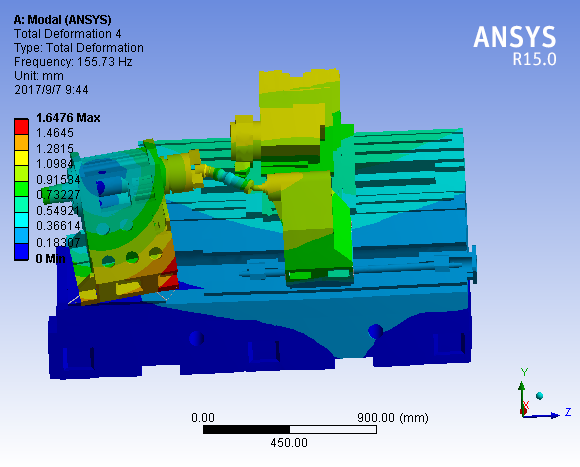 A: Modal (ANSYS)
Total Deformation 4
Type: Total Deformation
Frequency: 155.73 Hz
Unit: mm
2017/9/7 9:44
ANSYS
R15.0
1.6476 Max
1.4645
1.2815
1.0984
0.91534
0.73227
0.54921
0.36614
0.18307
0 Min
0.00
900.00 (mm)
450.00
Y
X
Z